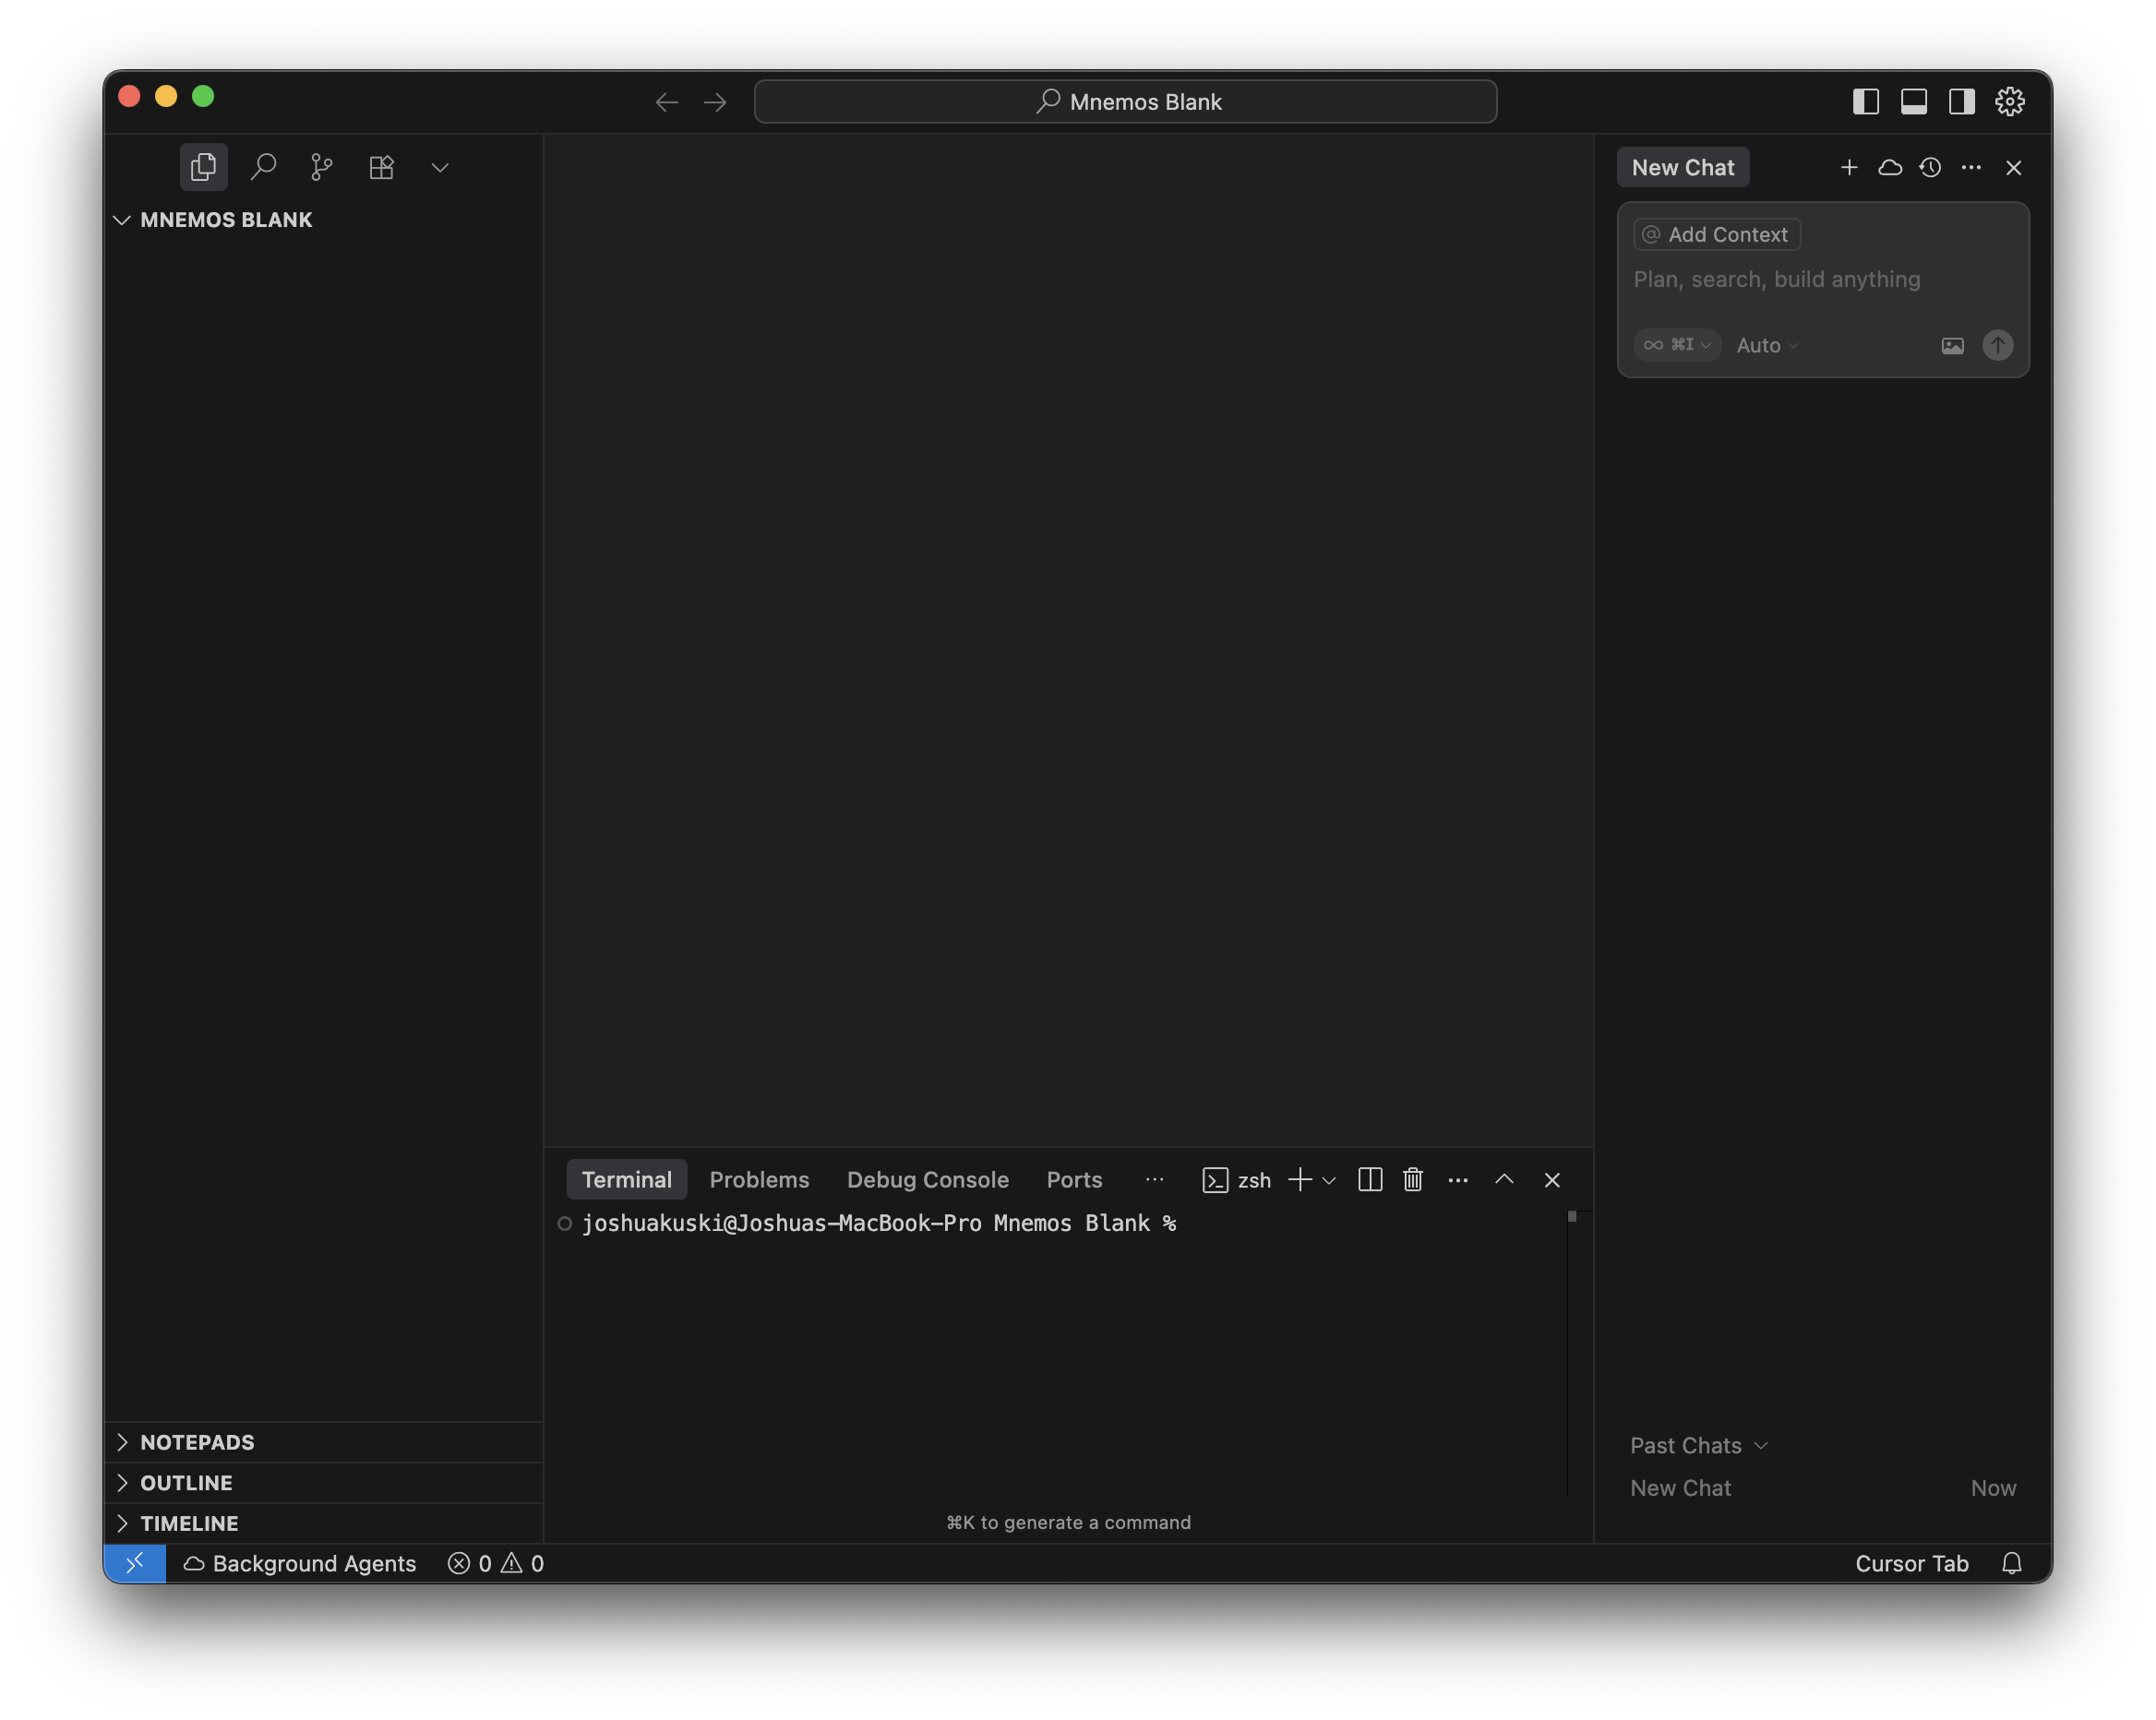 Mnemos Blank
MNEMOS BLANK
NOTEPADS
OUTLINE
TIMELINE
Terminal Problems Debug Console Ports ··· zsh
joshuakuski@Joshuas-MacBook-Pro Mnemos Blank %
⌘K to generate a command
New Chat
@ Add Context
Plan, search, build anything
∞ ⌘I Auto
Past Chats
New Chat Now
Background Agents 0 0 Cursor Tab